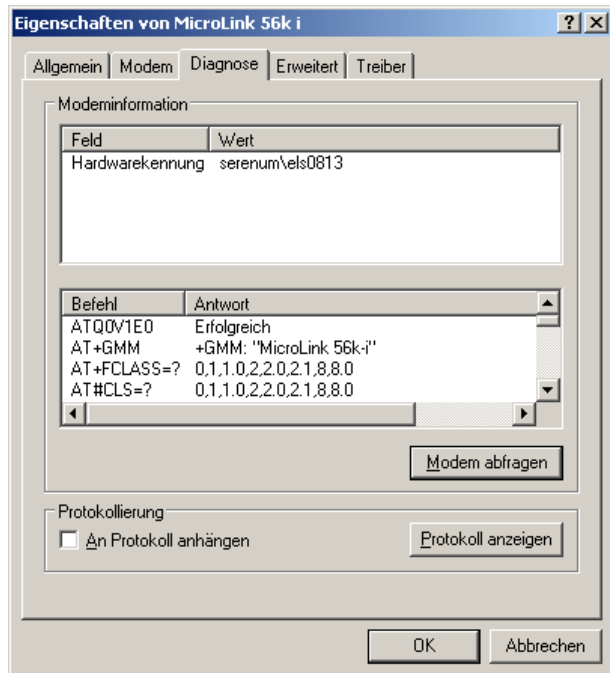 Eigenschaften von MicroLink 56k i
Allgemein Modem Diagnose Erweitert Treiber
Modeminformation
Feld Wert
Hardwarekennung serenum\els0813
Befehl Antwort
ATQ0V1E0 Erfolgreich
AT+GMM +GMM: "MicroLink 56k-i"
AT+FCLASS=? 0,1,1.0,2,2.0,2.1,8,8.0
AT#CLS=? 0,1,1.0,2,2.0,2.1,8,8.0
Modem abfragen
Protokollierung
An Protokoll anhängen Protokoll anzeigen
OK Abbrechen